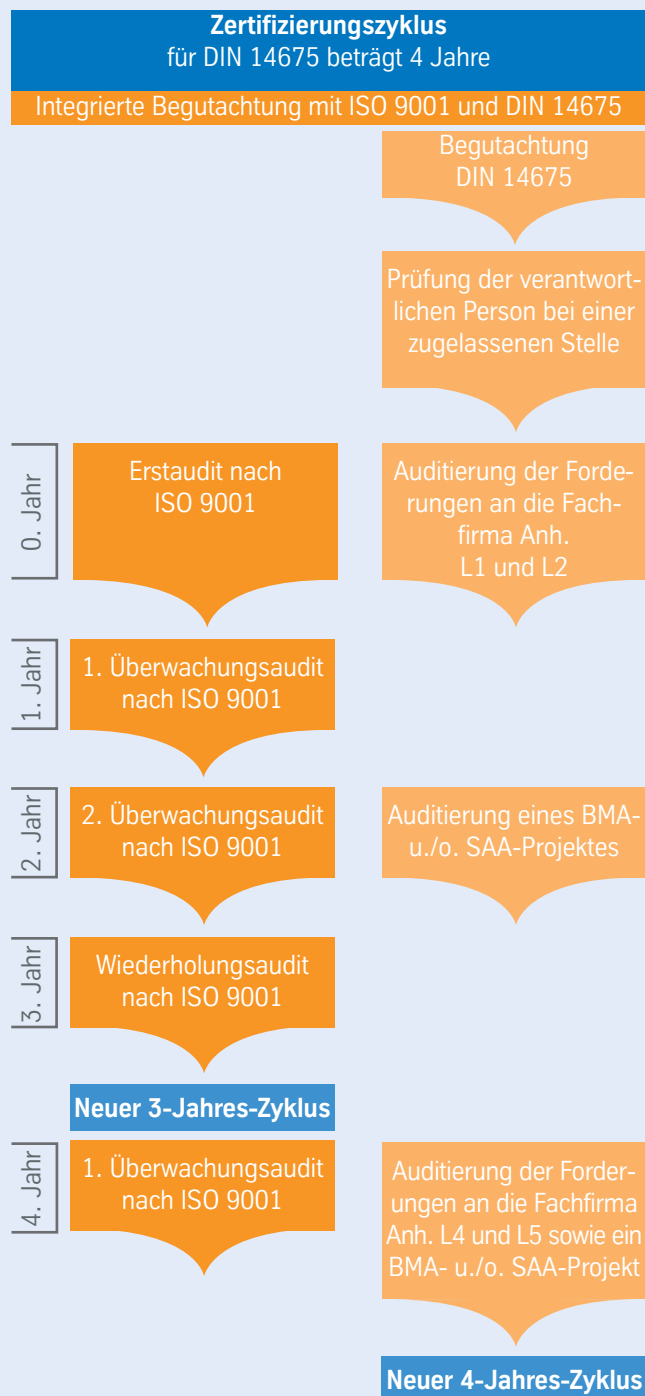 Zertifizierungszyklus
für DIN 14675 beträgt 4 Jahre
Integrierte Begutachtung mit ISO 9001 und DIN 14675
Begutachtung
DIN 14675
Prüfung der verantwort-
lichen Person bei einer
zugelassenen Stelle
0. Jahr
Erstaudit nach
ISO 9001
Auditierung der Forde-
rungen an die Fach-
firma Anh.
L1 und L2
1. Jahr
1. Überwachungsaudit
nach ISO 9001
2. Jahr
2. Überwachungsaudit
nach ISO 9001
Auditierung eines BMA-
u./o. SAA-Projektes
3. Jahr
Wiederholungsaudit
nach ISO 9001
Neuer 3-Jahres-Zyklus
4. Jahr
1. Überwachungsaudit
nach ISO 9001
Auditierung der Forder-
ungen an die Fachfirma
Anh. L4 und L5 sowie ein
BMA- u./o. SAA-Projekt
Neuer 4-Jahres-Zyklus